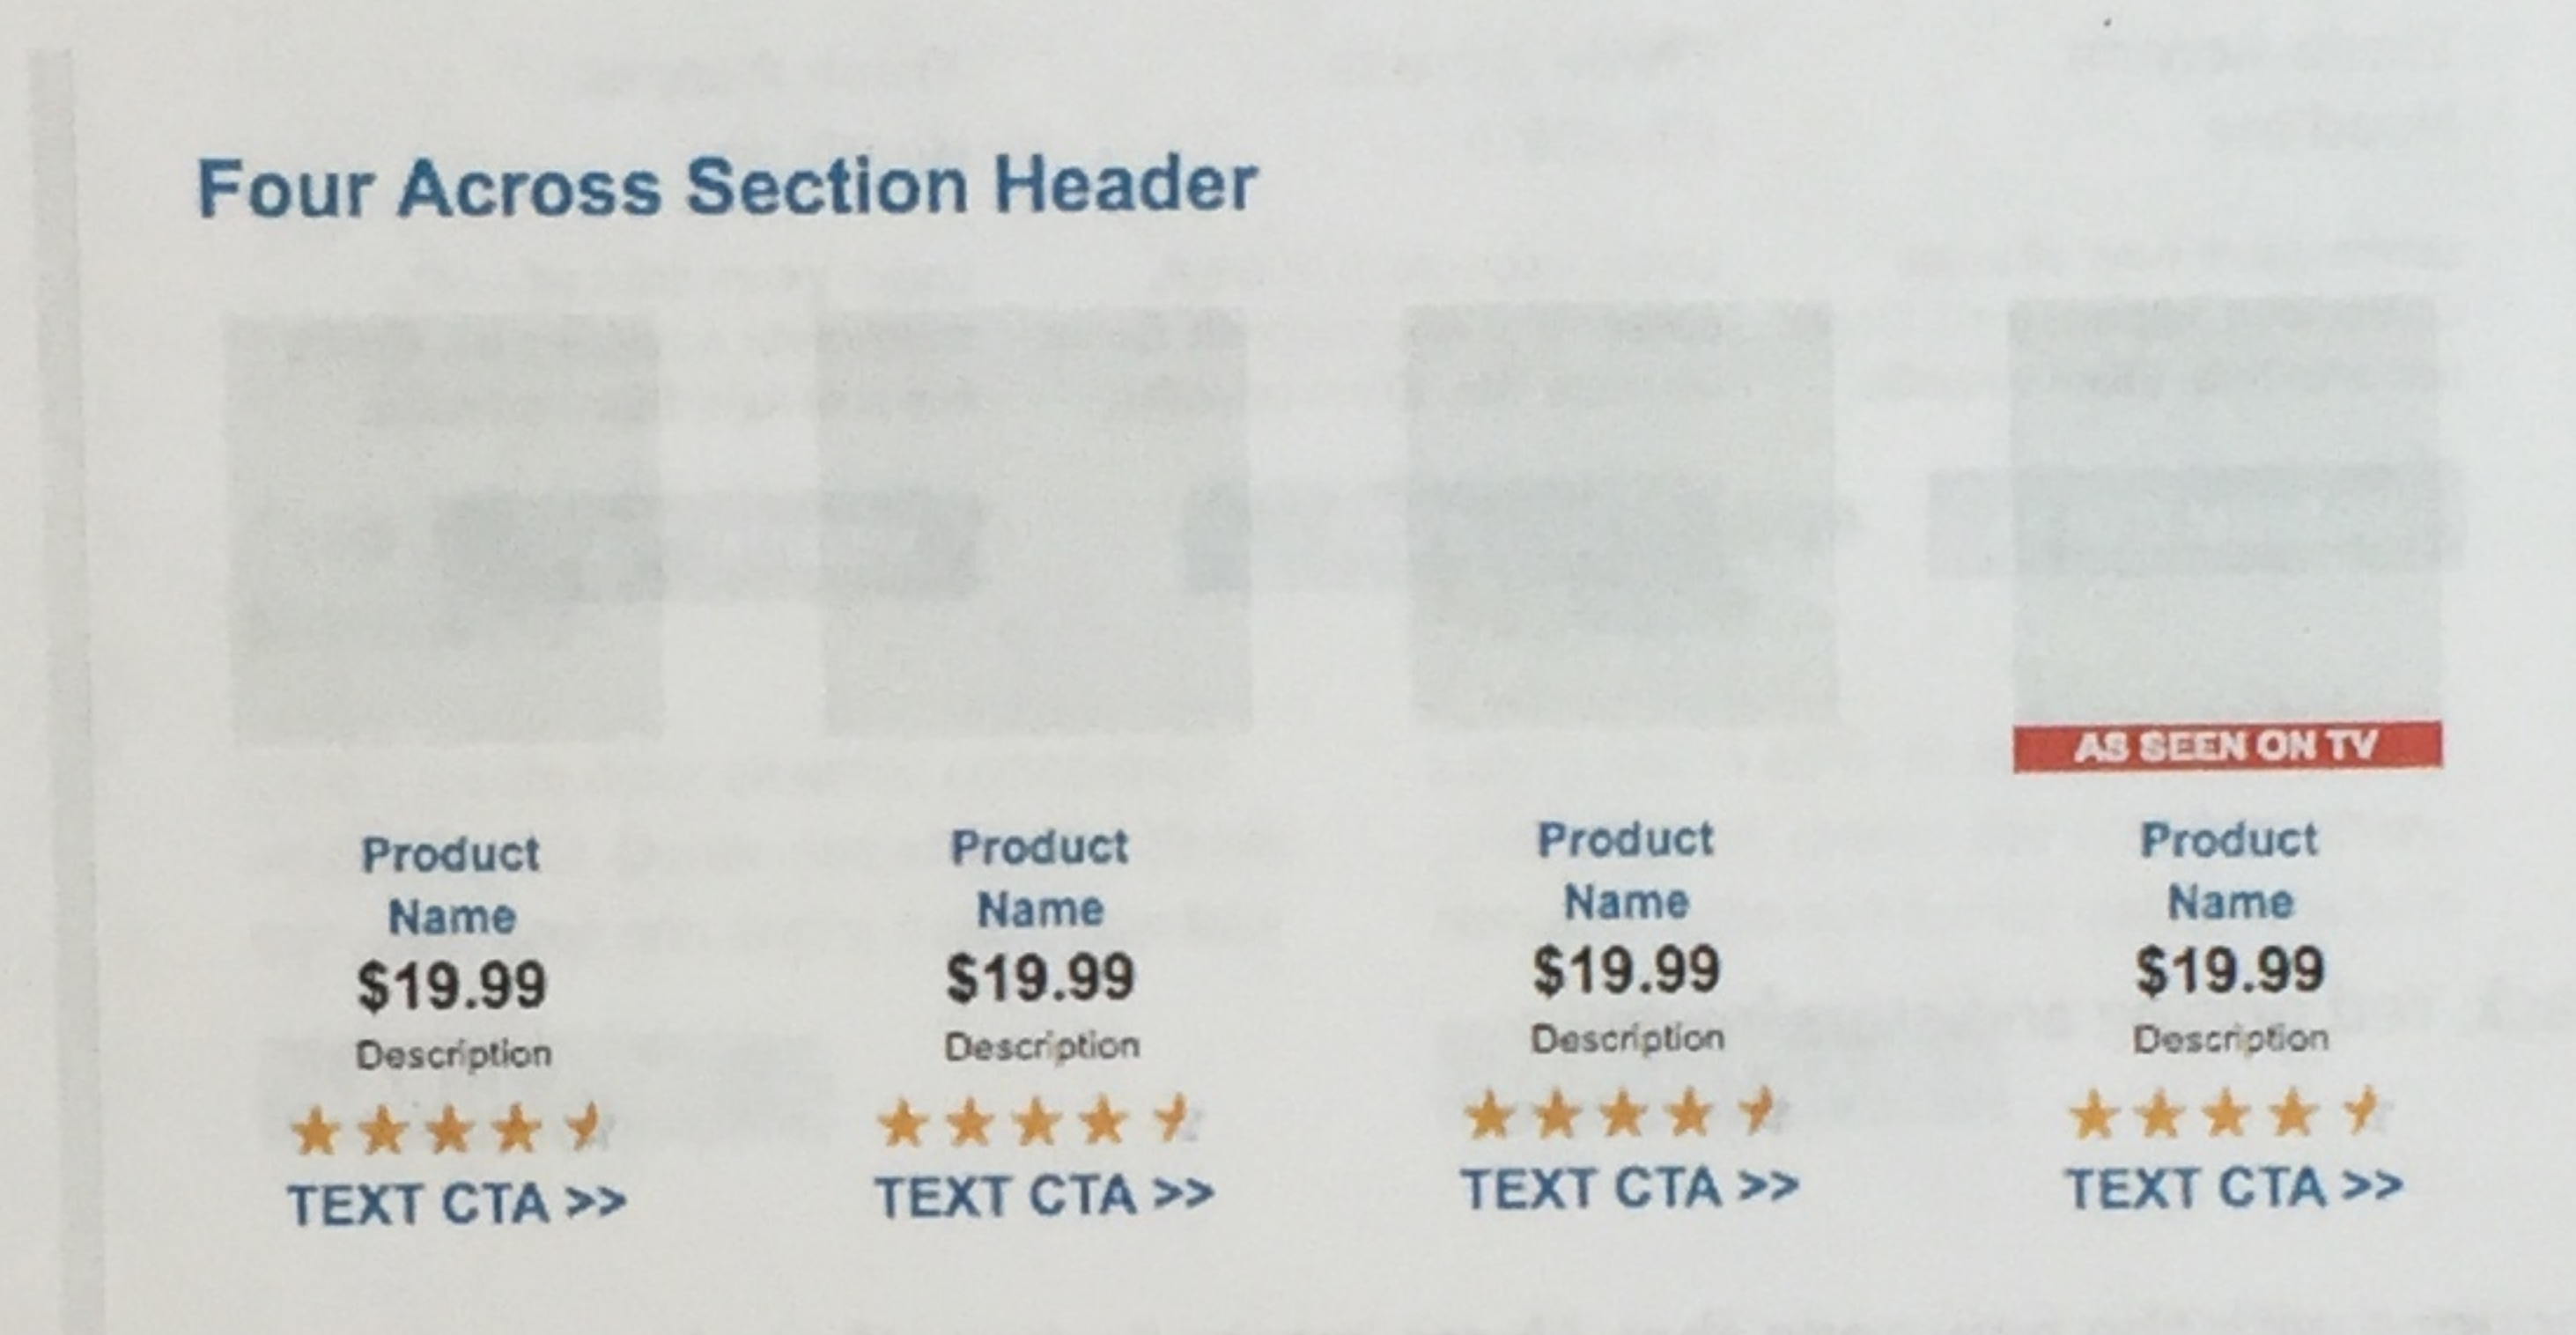 Four Across Section Header
AS SEEN ON TV
Product
Name
$19.99
Description
TEXT CTA >>
Product
Name
$19.99
Description
TEXT CTA >>
Product
Name
$19.99
Description
TEXT CTA >>
Product
Name
$19.99
Description
TEXT CTA >>